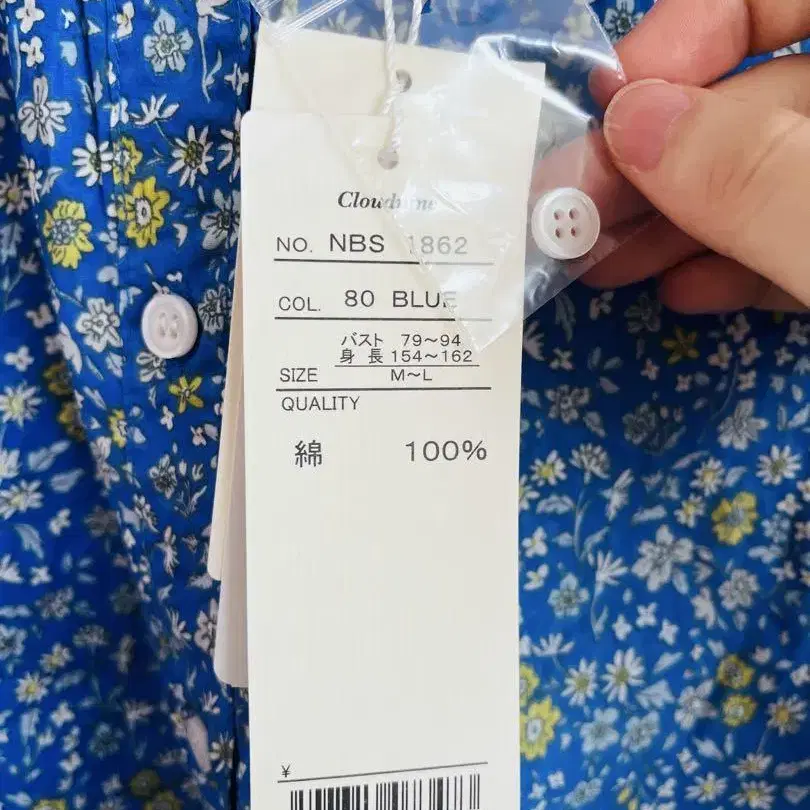 NO. NBS 1862
COL. 80 BLUE
バスト 79～94
身長 154～162
SIZE M～L
QUALITY
綿 100%
¥